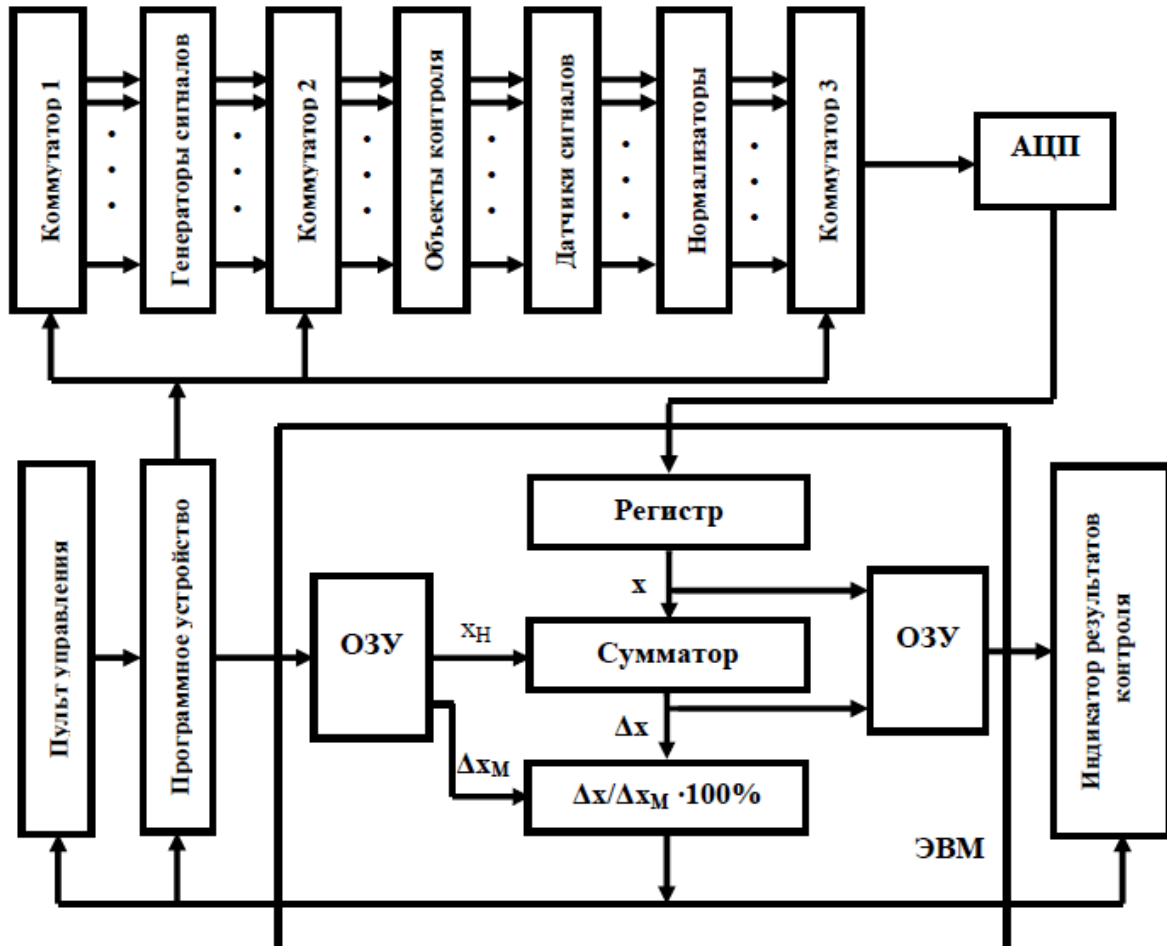 Коммутатор 1
Генераторы сигналов
Коммутатор 2
Объекты контроля
Датчики сигналов
Нормализаторы
Коммутатор 3
АЦП
Пульт управления
Программное устройство
Регистр
x
ОЗУ
xН
Сумматор
ОЗУ
Δx
ΔxМ
Δx/ΔxМ ·100%
ЭВМ
Индикатор результатов
контроля